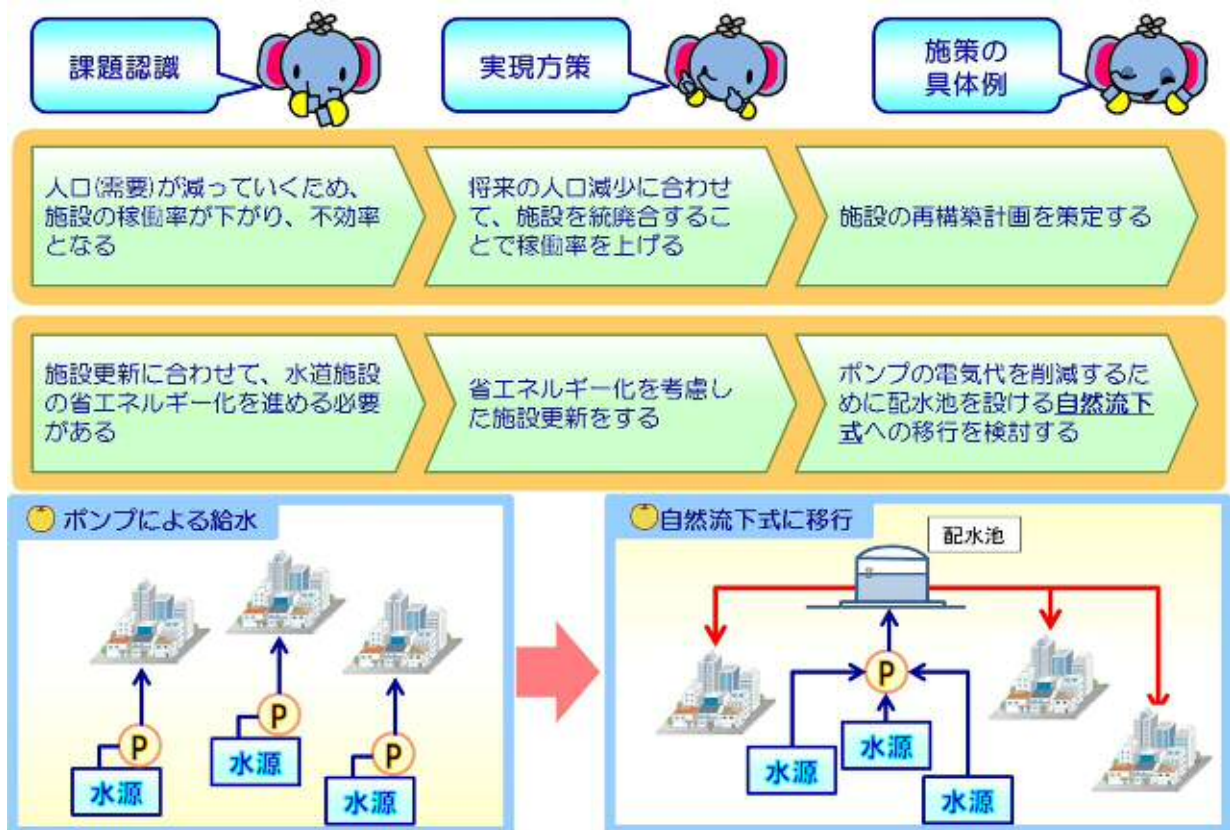 課題認識
実現方策
施策の
具体例
人口(需要)が減っていくため、
施設の稼働率が下がり、不効率
となる
将来の人口減少に合わせ
て、施設を統廃合するこ
とで稼働率を上げる
施設の再構築計画を策定する
施設更新に合わせて、水道施設
の省エネルギー化を進める必要
がある
省エネルギー化を考慮し
た施設更新をする
ポンプの電気代を削減するた
めに配水池を設ける自然流下
式への移行を検討する
ポンプによる給水
P
水源
P
水源
P
水源
自然流下式に移行
配水池
P
水源
水源
水源